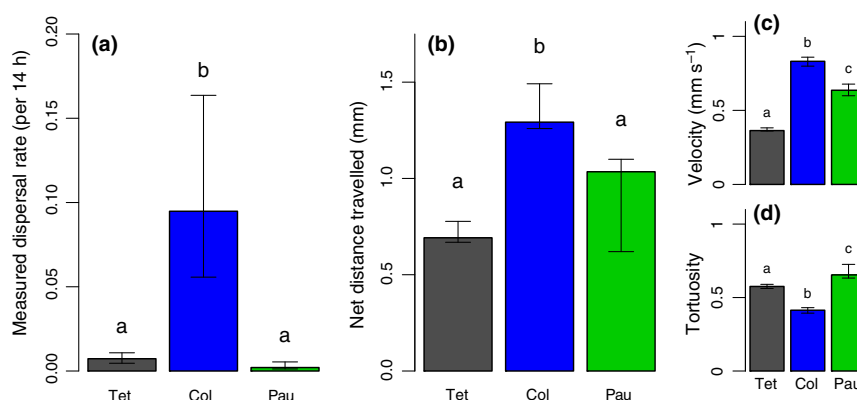 (a)
Measured dispersal rate (per 14 h)
0.20
0.15
0.10
0.05
0.00
a
b
a
Tet Col Pau
(b)
Net distance travelled (mm)
1.5
1.0
0.5
0.0
a
b
a
Tet Col Pau
(c)
Velocity (mm s⁻¹)
1
0.5
0
a
b
c
(d)
Tortuosity
1
0.5
0
a
b
c
Tet Col Pau